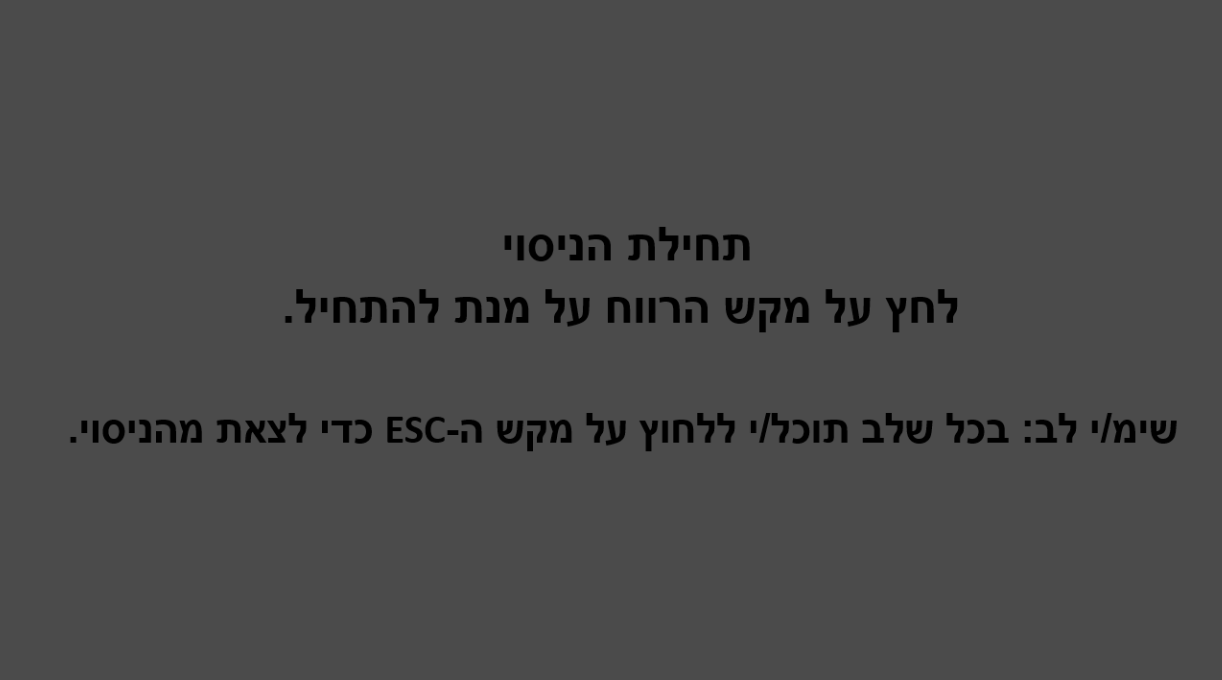 תחילת הניסוי
לחץ על מקש הרווח על מנת להתחיל.
שימ/י לב: בכל שלב תוכל/י ללחוץ על מקש ה-ESC כדי לצאת מהניסוי.